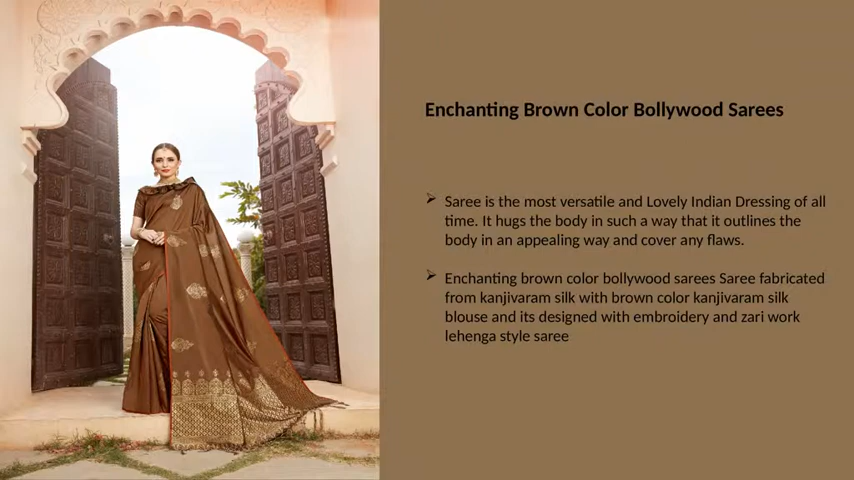 Enchanting Brown Color Bollywood Sarees
➢ Saree is the most versatile and Lovely Indian Dressing of all
time. It hugs the body in such a way that it outlines the
body in an appealing way and cover any flaws.
➢ Enchanting brown color bollywood sarees Saree fabricated
from kanjivaram silk with brown color kanjivaram silk
blouse and its designed with embroidery and zari work
lehenga style saree